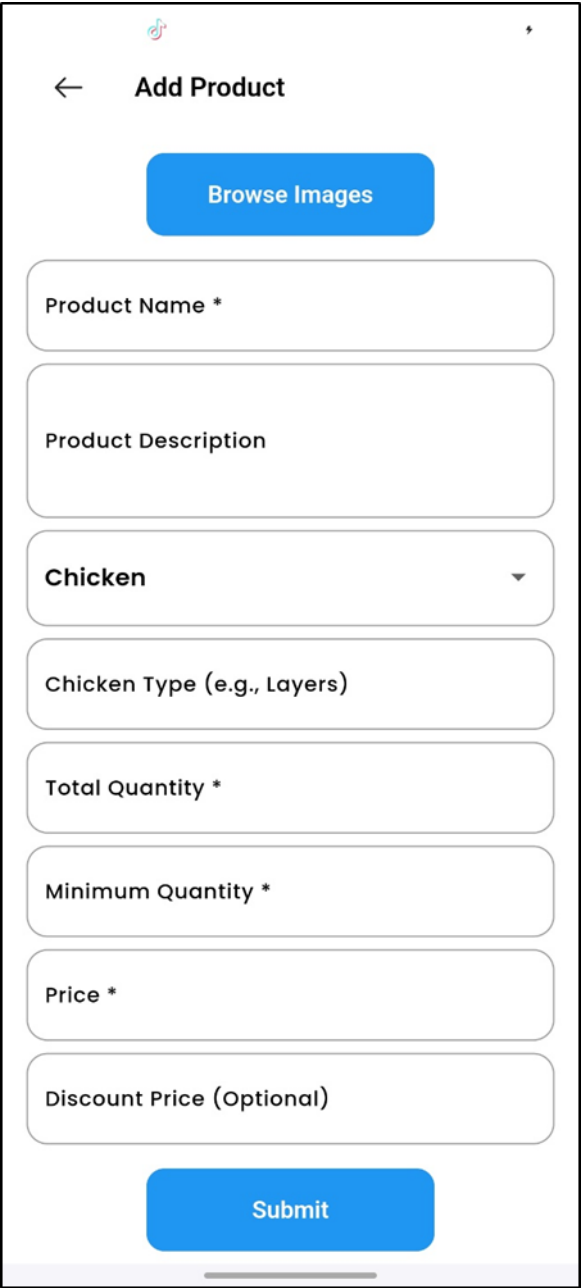 Add Product
Browse Images
Product Name *
Product Description
Chicken
Chicken Type (e.g., Layers)
Total Quantity *
Minimum Quantity *
Price *
Discount Price (Optional)
Submit